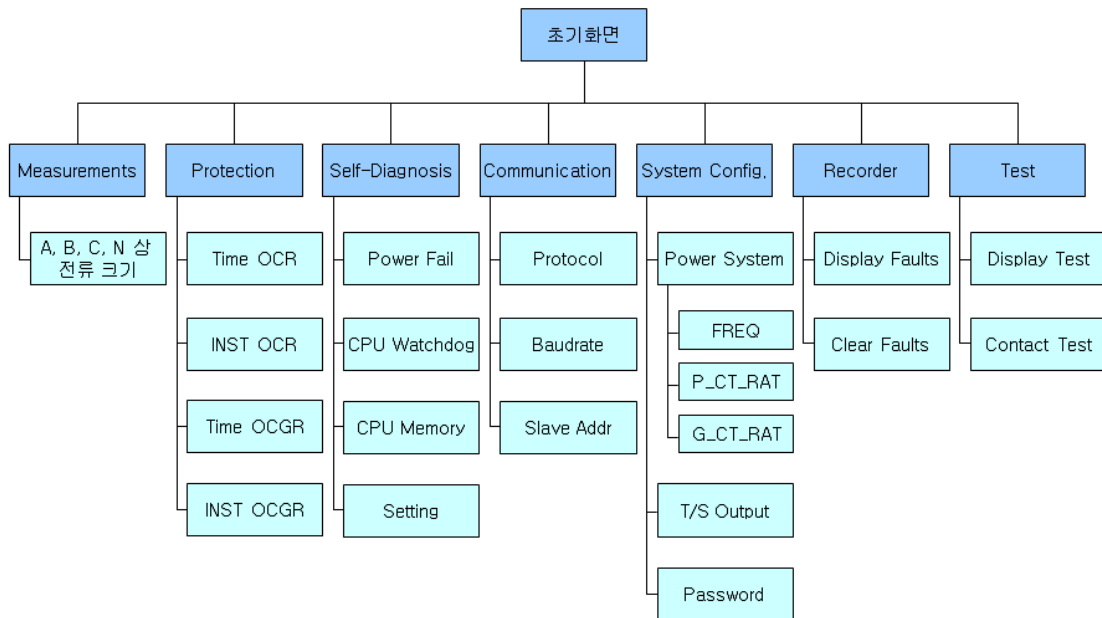 초기화면
Measurements
Protection
Self-Diagnosis
Communication
System Config.
Recorder
Test
A, B, C, N 상
전류 크기
Time OCR
Power Fail
Protocol
Power System
Display Faults
Display Test
FREQ
INST OCR
CPU Watchdog
Baudrate
Clear Faults
Contact Test
P_CT_RAT
Time OCGR
CPU Memory
Slave Addr
G_CT_RAT
INST OCGR
Setting
T/S Output
Password